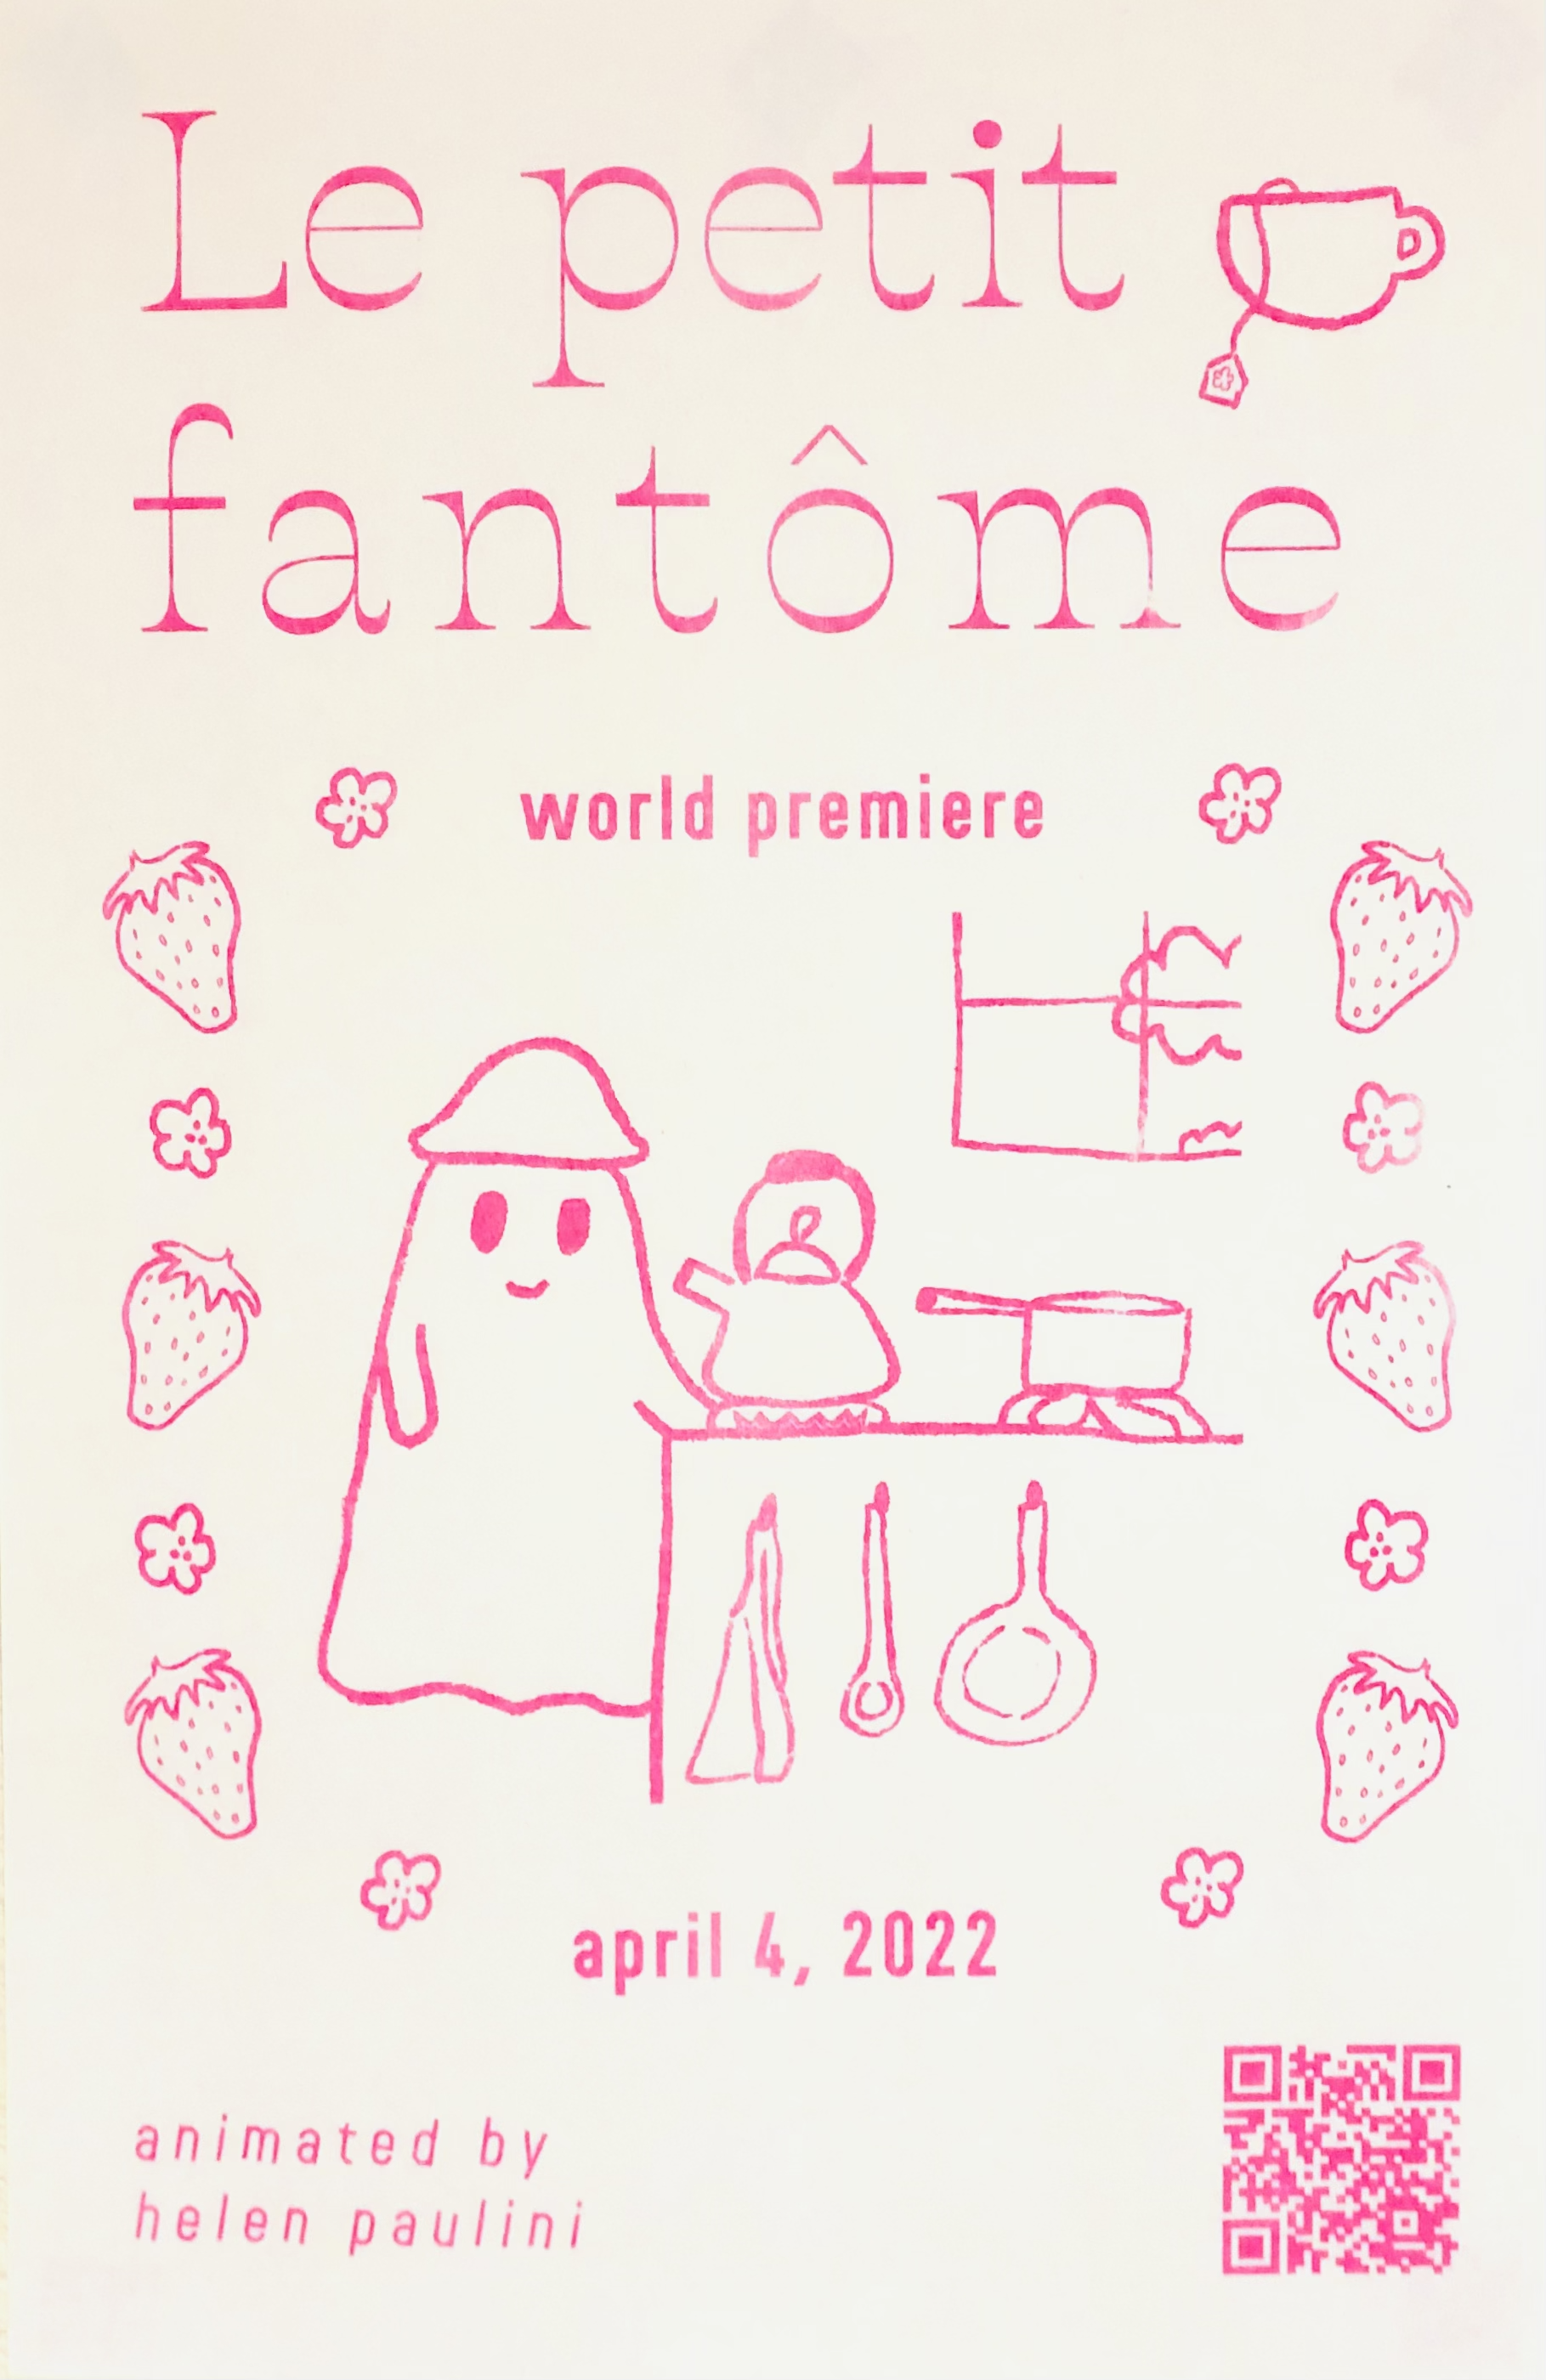 Le petit
fantôme
world premiere
april 4, 2022
animated by
helen paulini